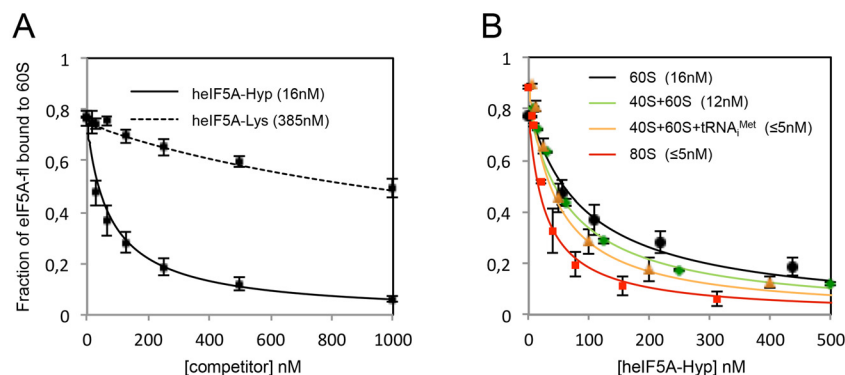 A
B
Fraction of eIF5A-fl bound to 60S
1
0,8
0,6
0,4
0,2
0
heIF5A-Hyp (16nM)
heIF5A-Lys (385nM)
0 200 400 600 800 1000
[competitor] nM
1
0,8
0,6
0,4
0,2
0
60S (16nM)
40S+60S (12nM)
40S+60S+tRNAiMet (≤5nM)
80S (≤5nM)
0 100 200 300 400 500
[heIF5A-Hyp] nM